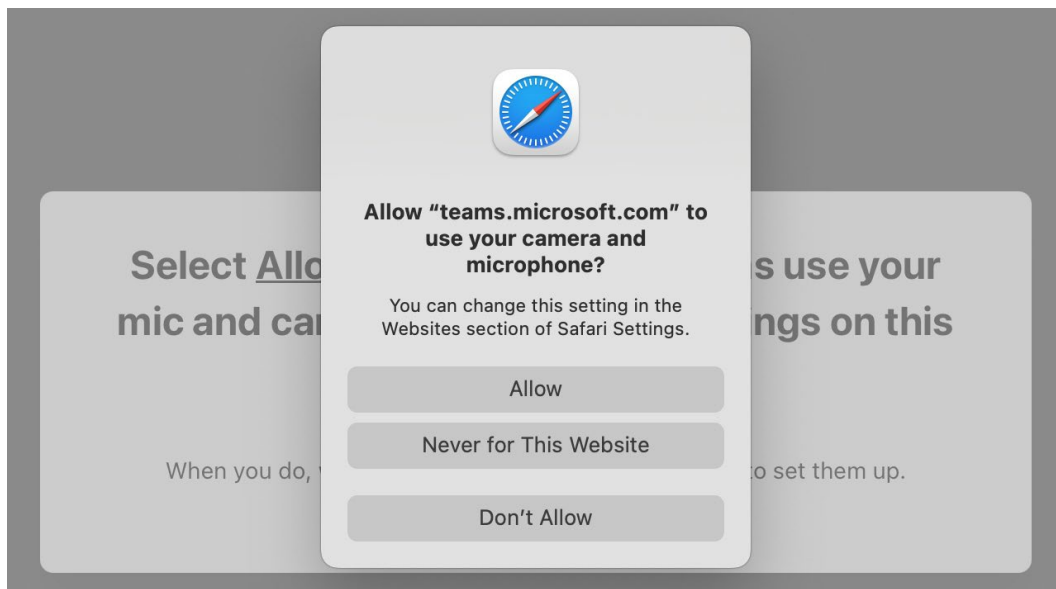 Allow “teams.microsoft.com” to
use your camera and
microphone?
You can change this setting in the
Websites section of Safari Settings.
Allow
Never for This Website
Don’t Allow
Select
s use your
mic and
ings on this
When you do,
to set them up.